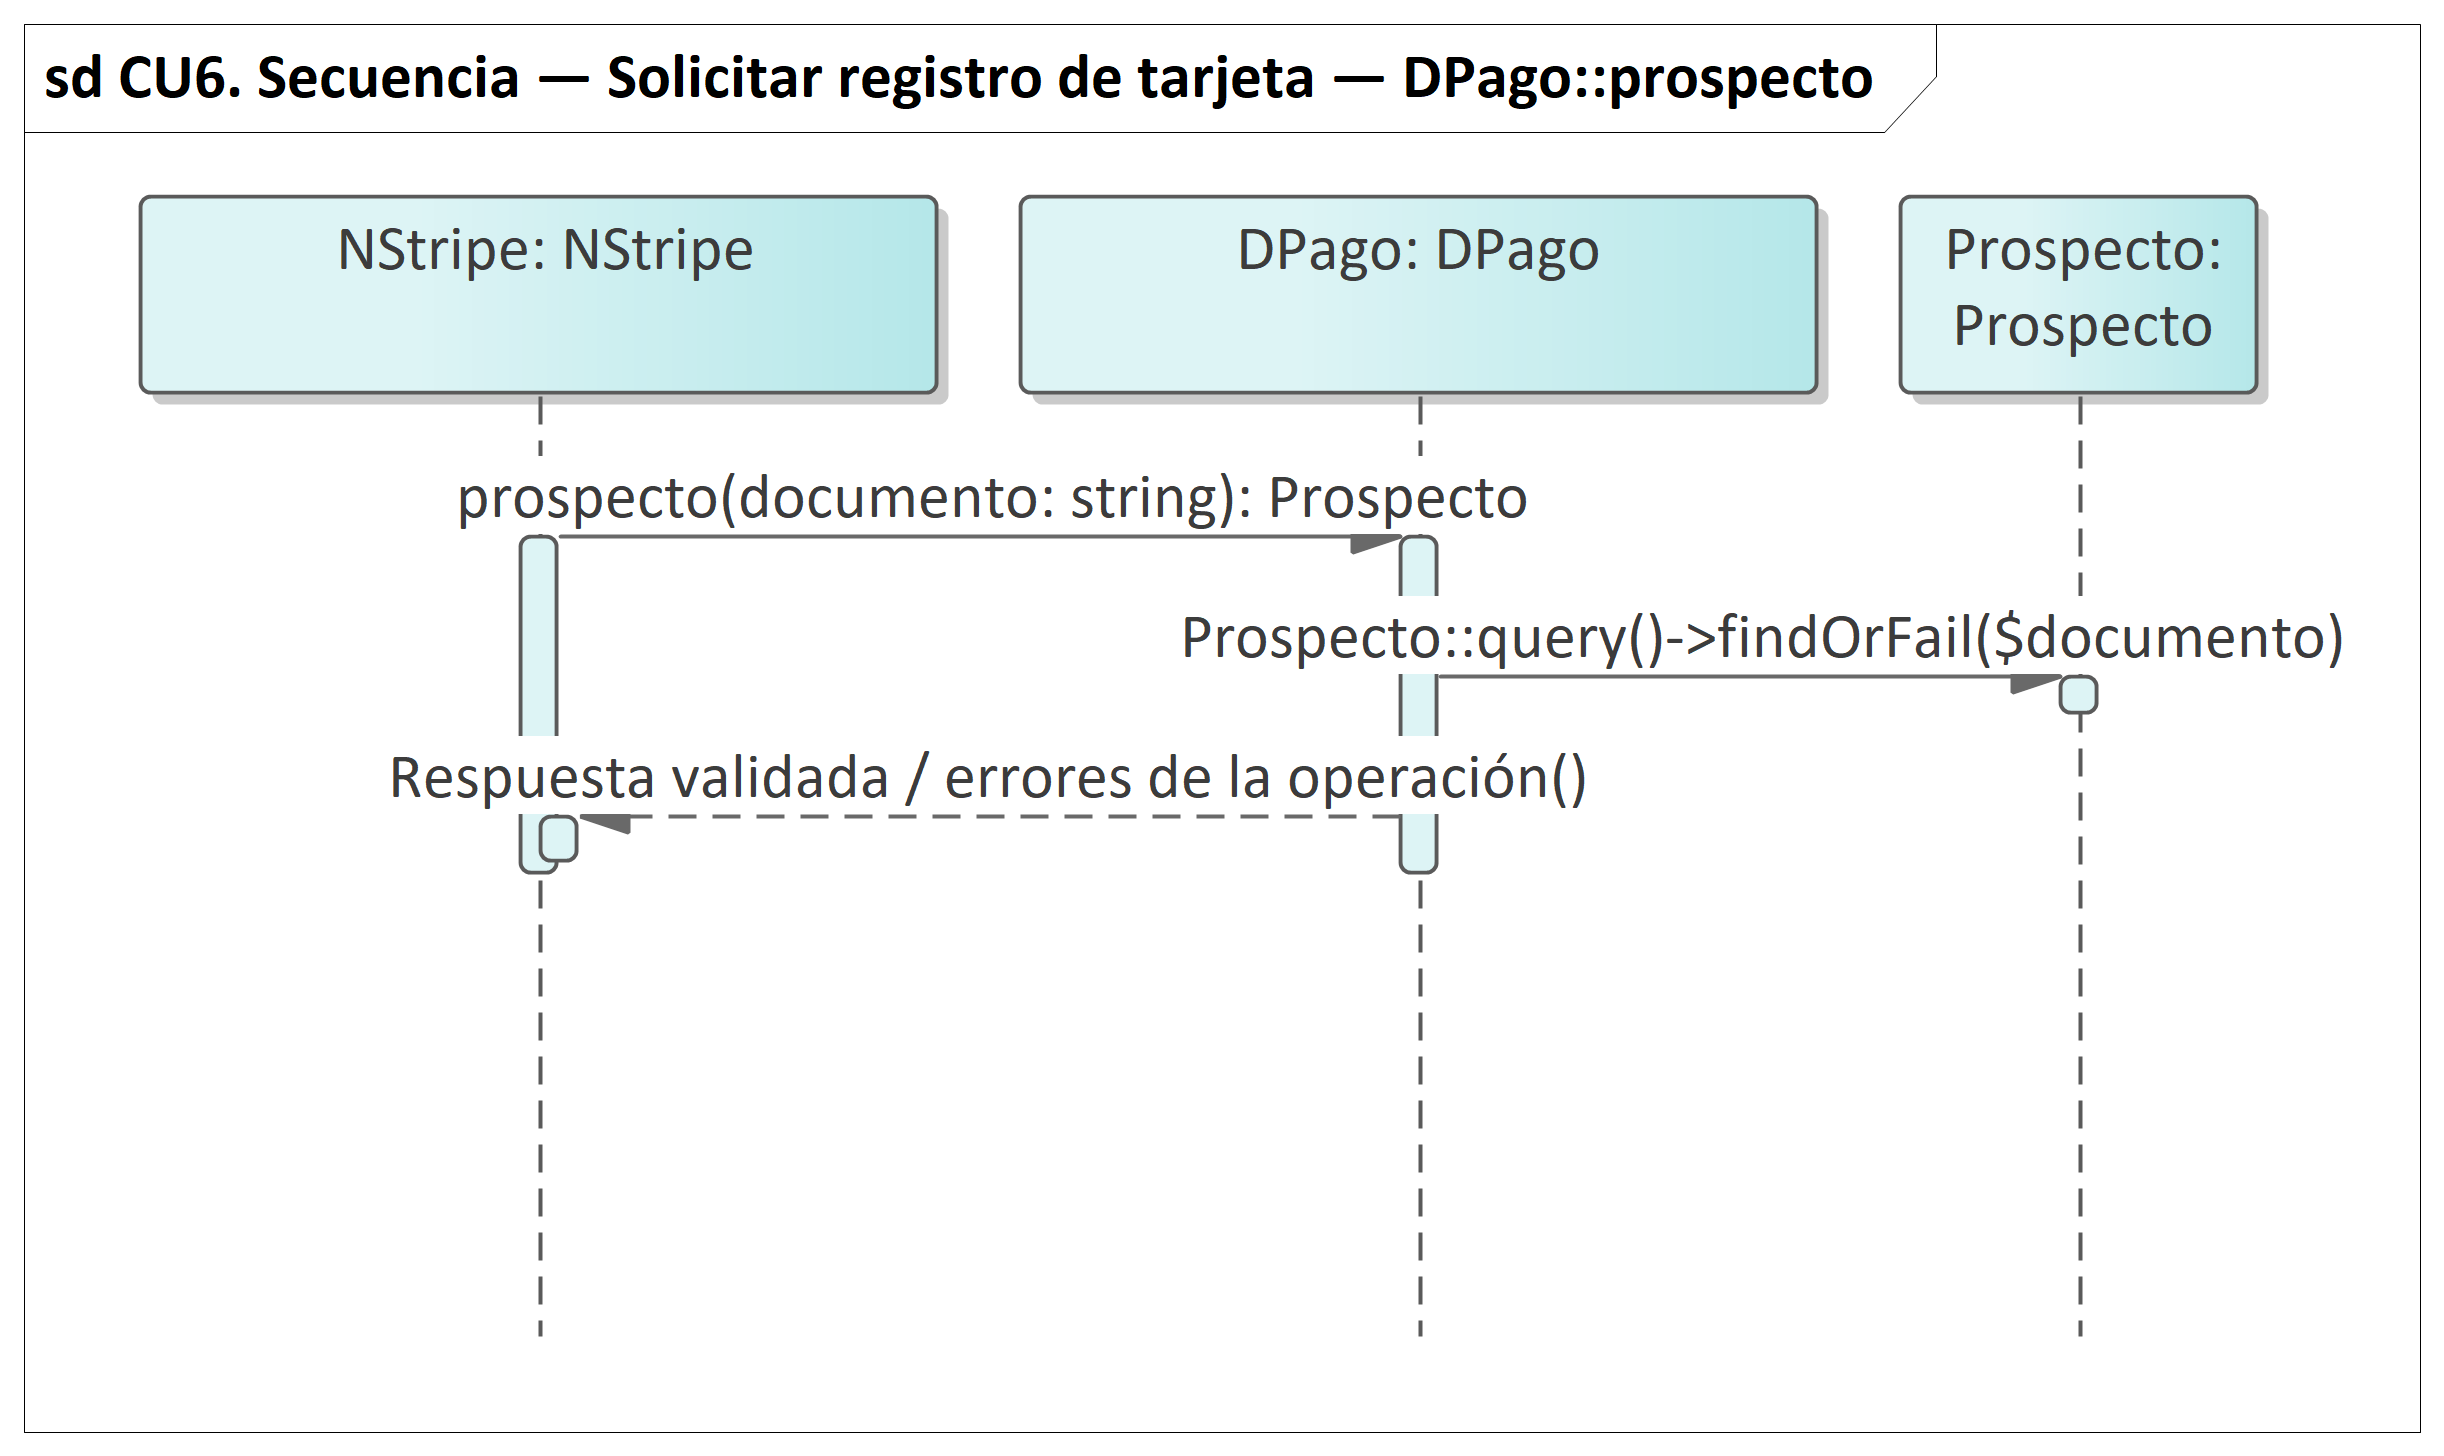 sd CU6. Secuencia — Solicitar registro de tarjeta — DPago::prospecto
NStripe: NStripe
DPago: DPago
Prospecto:
Prospecto
prospecto(documento: string): Prospecto
Prospecto::query()->findOrFail($documento)
Respuesta validada / errores de la operación()